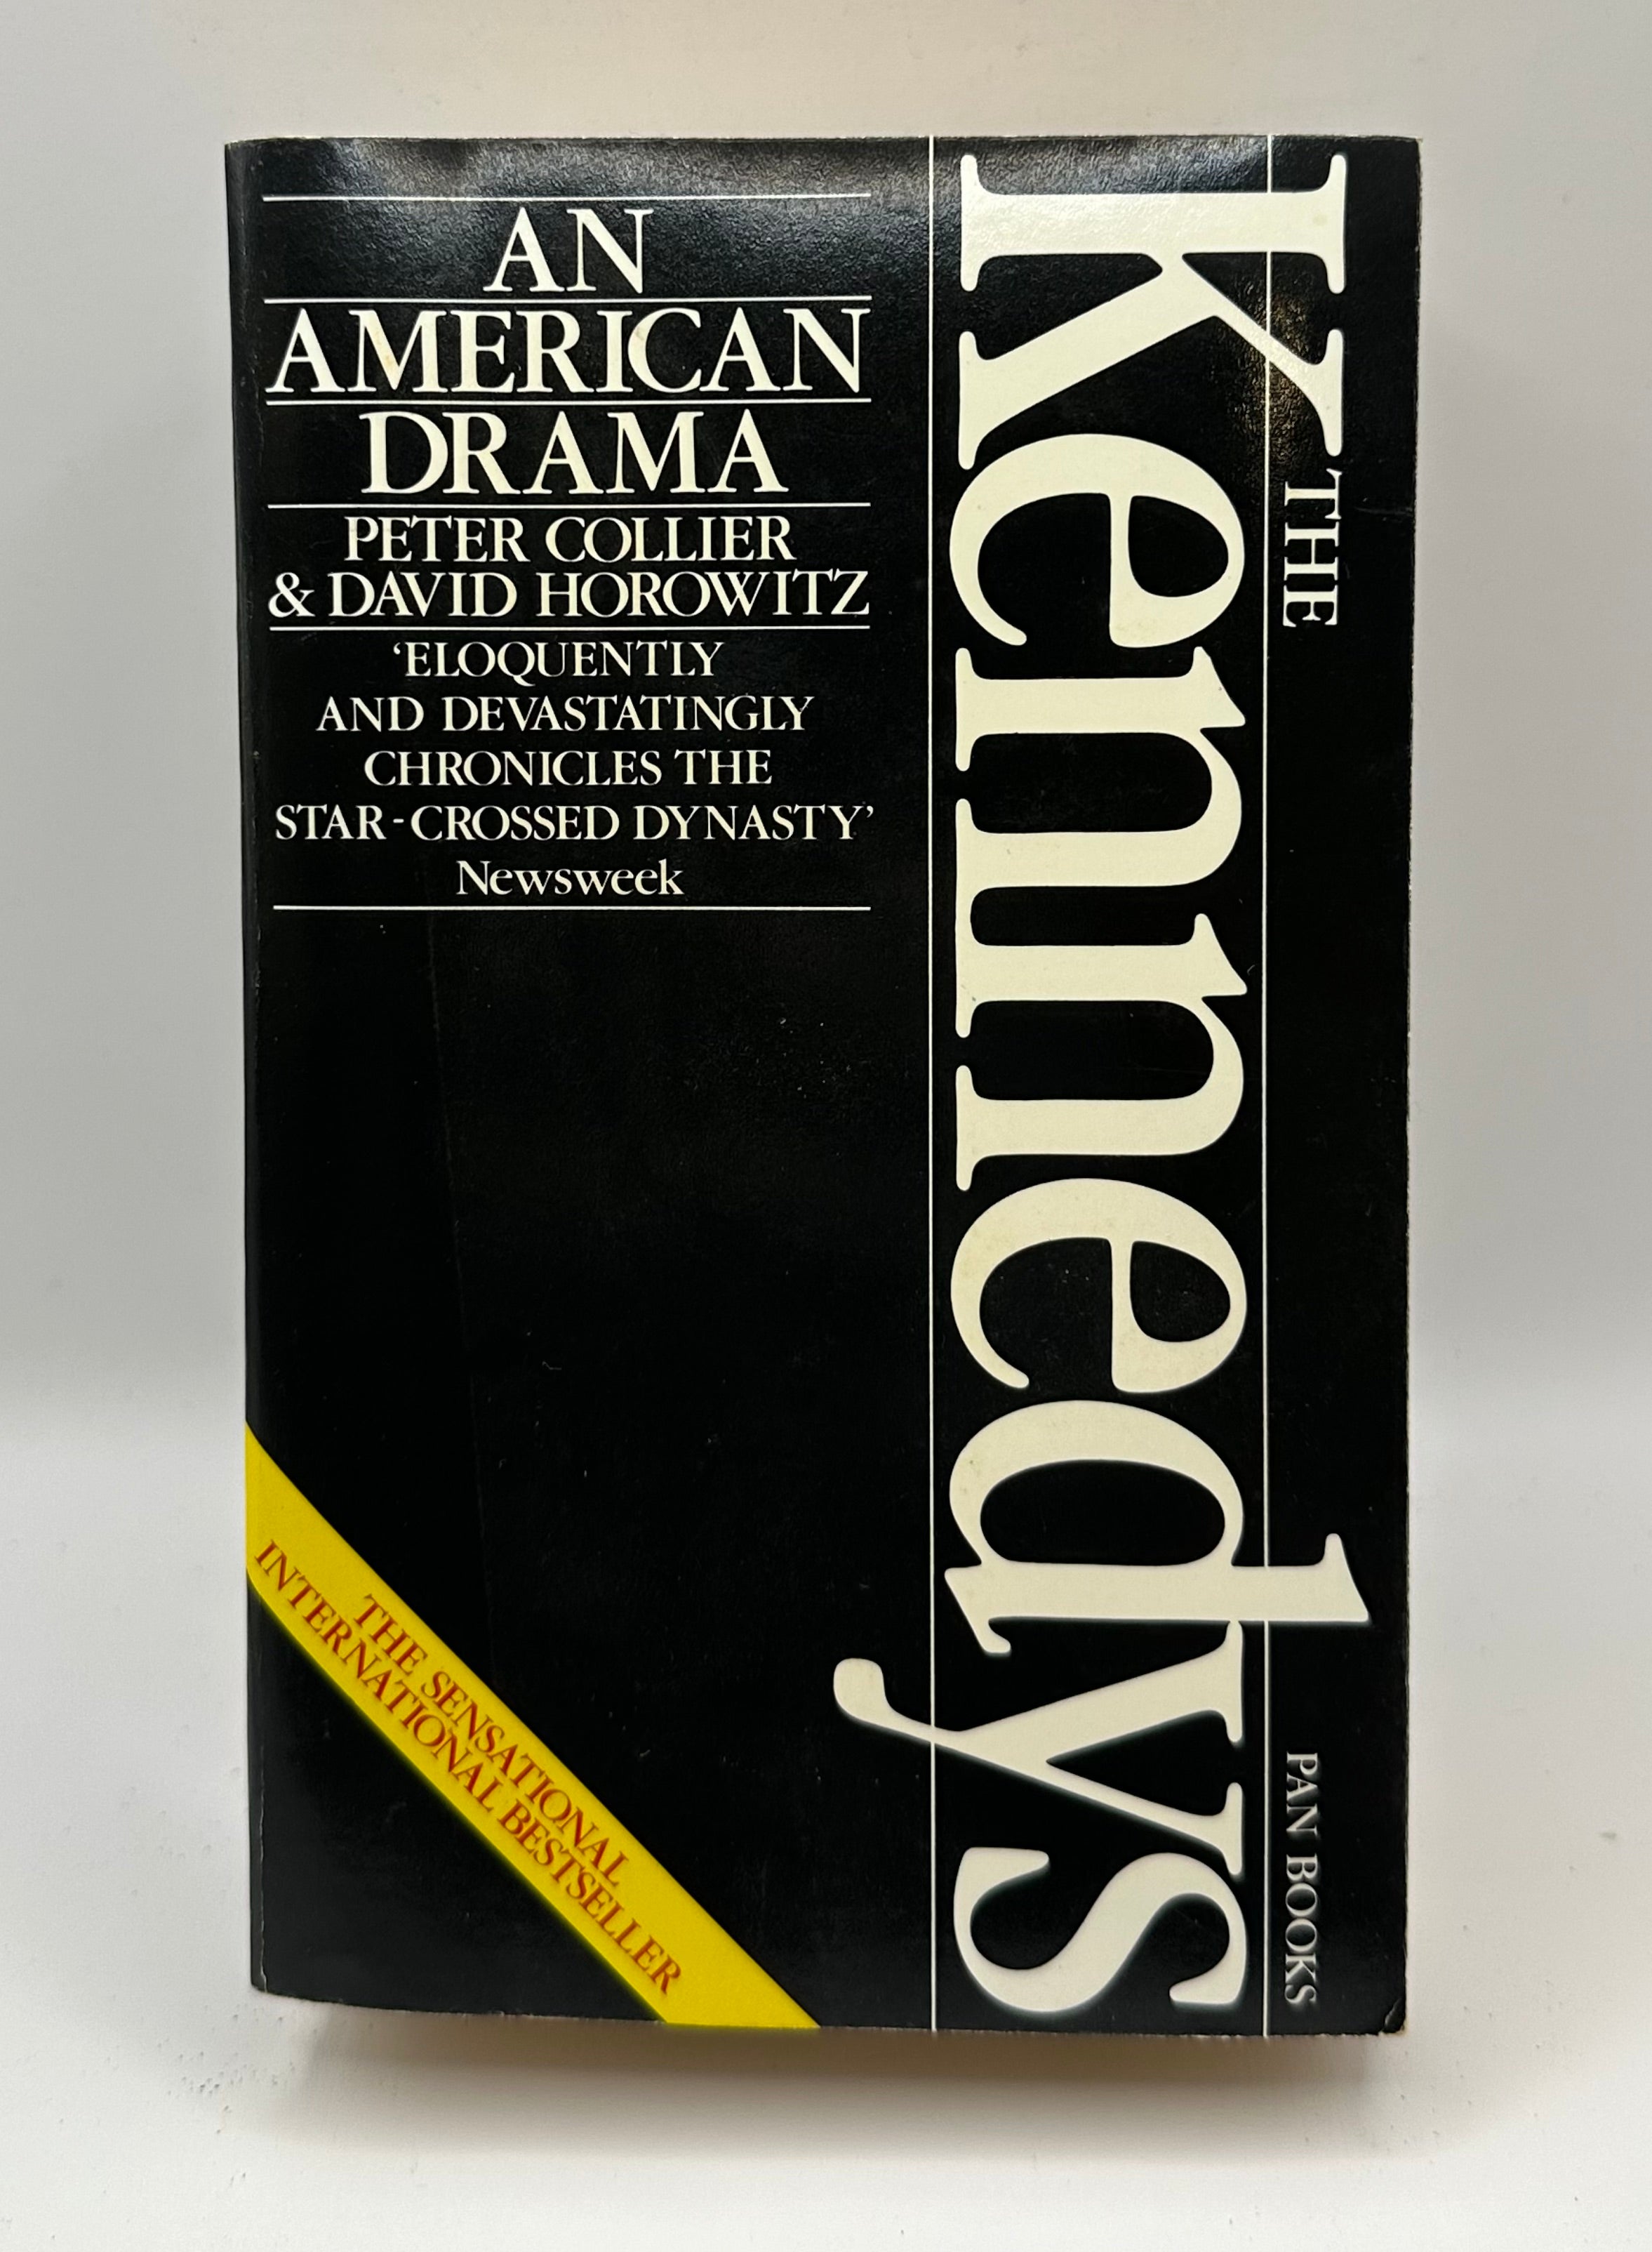 THE
Kennedys
AN
AMERICAN
DRAMA
PETER COLLIER
& DAVID HOROWITZ
‘ELOQUENTLY
AND DEVASTATINGLY
CHRONICLES THE
STAR-CROSSED DYNASTY’
Newsweek
THE SENSATIONAL
INTERNATIONAL BESTSELLER
PAN BOOKS